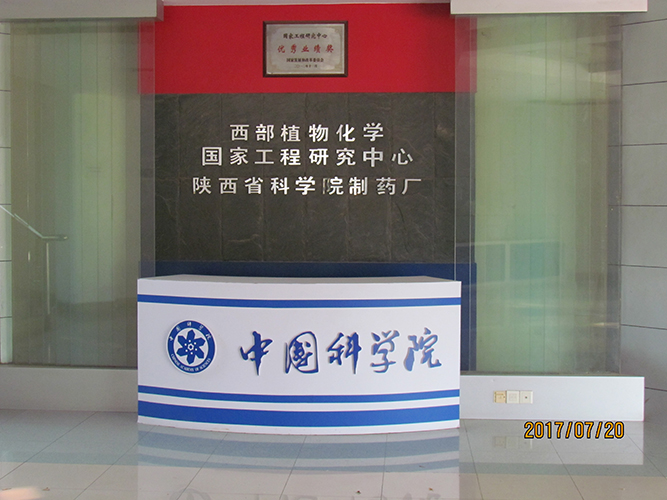 国家工程研究中心
优秀业绩奖
西部植物化学
国家工程研究中心
陕西省科学院制药厂
中国科学院
2017/07/20